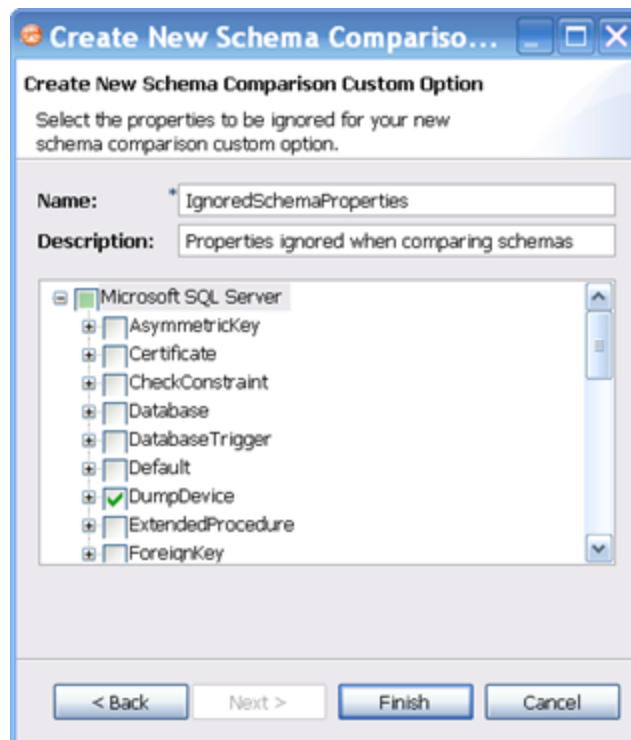 Create New Schema Compariso...
Create New Schema Comparison Custom Option
Select the properties to be ignored for your new
schema comparison custom option.
Name: * IgnoredSchemaProperties
Description: Properties ignored when comparing schemas
Microsoft SQL Server
AsymmetricKey
Certificate
CheckConstraint
Database
DatabaseTrigger
Default
DumpDevice
ExtendedProcedure
ForeignKey
< Back Next > Finish Cancel